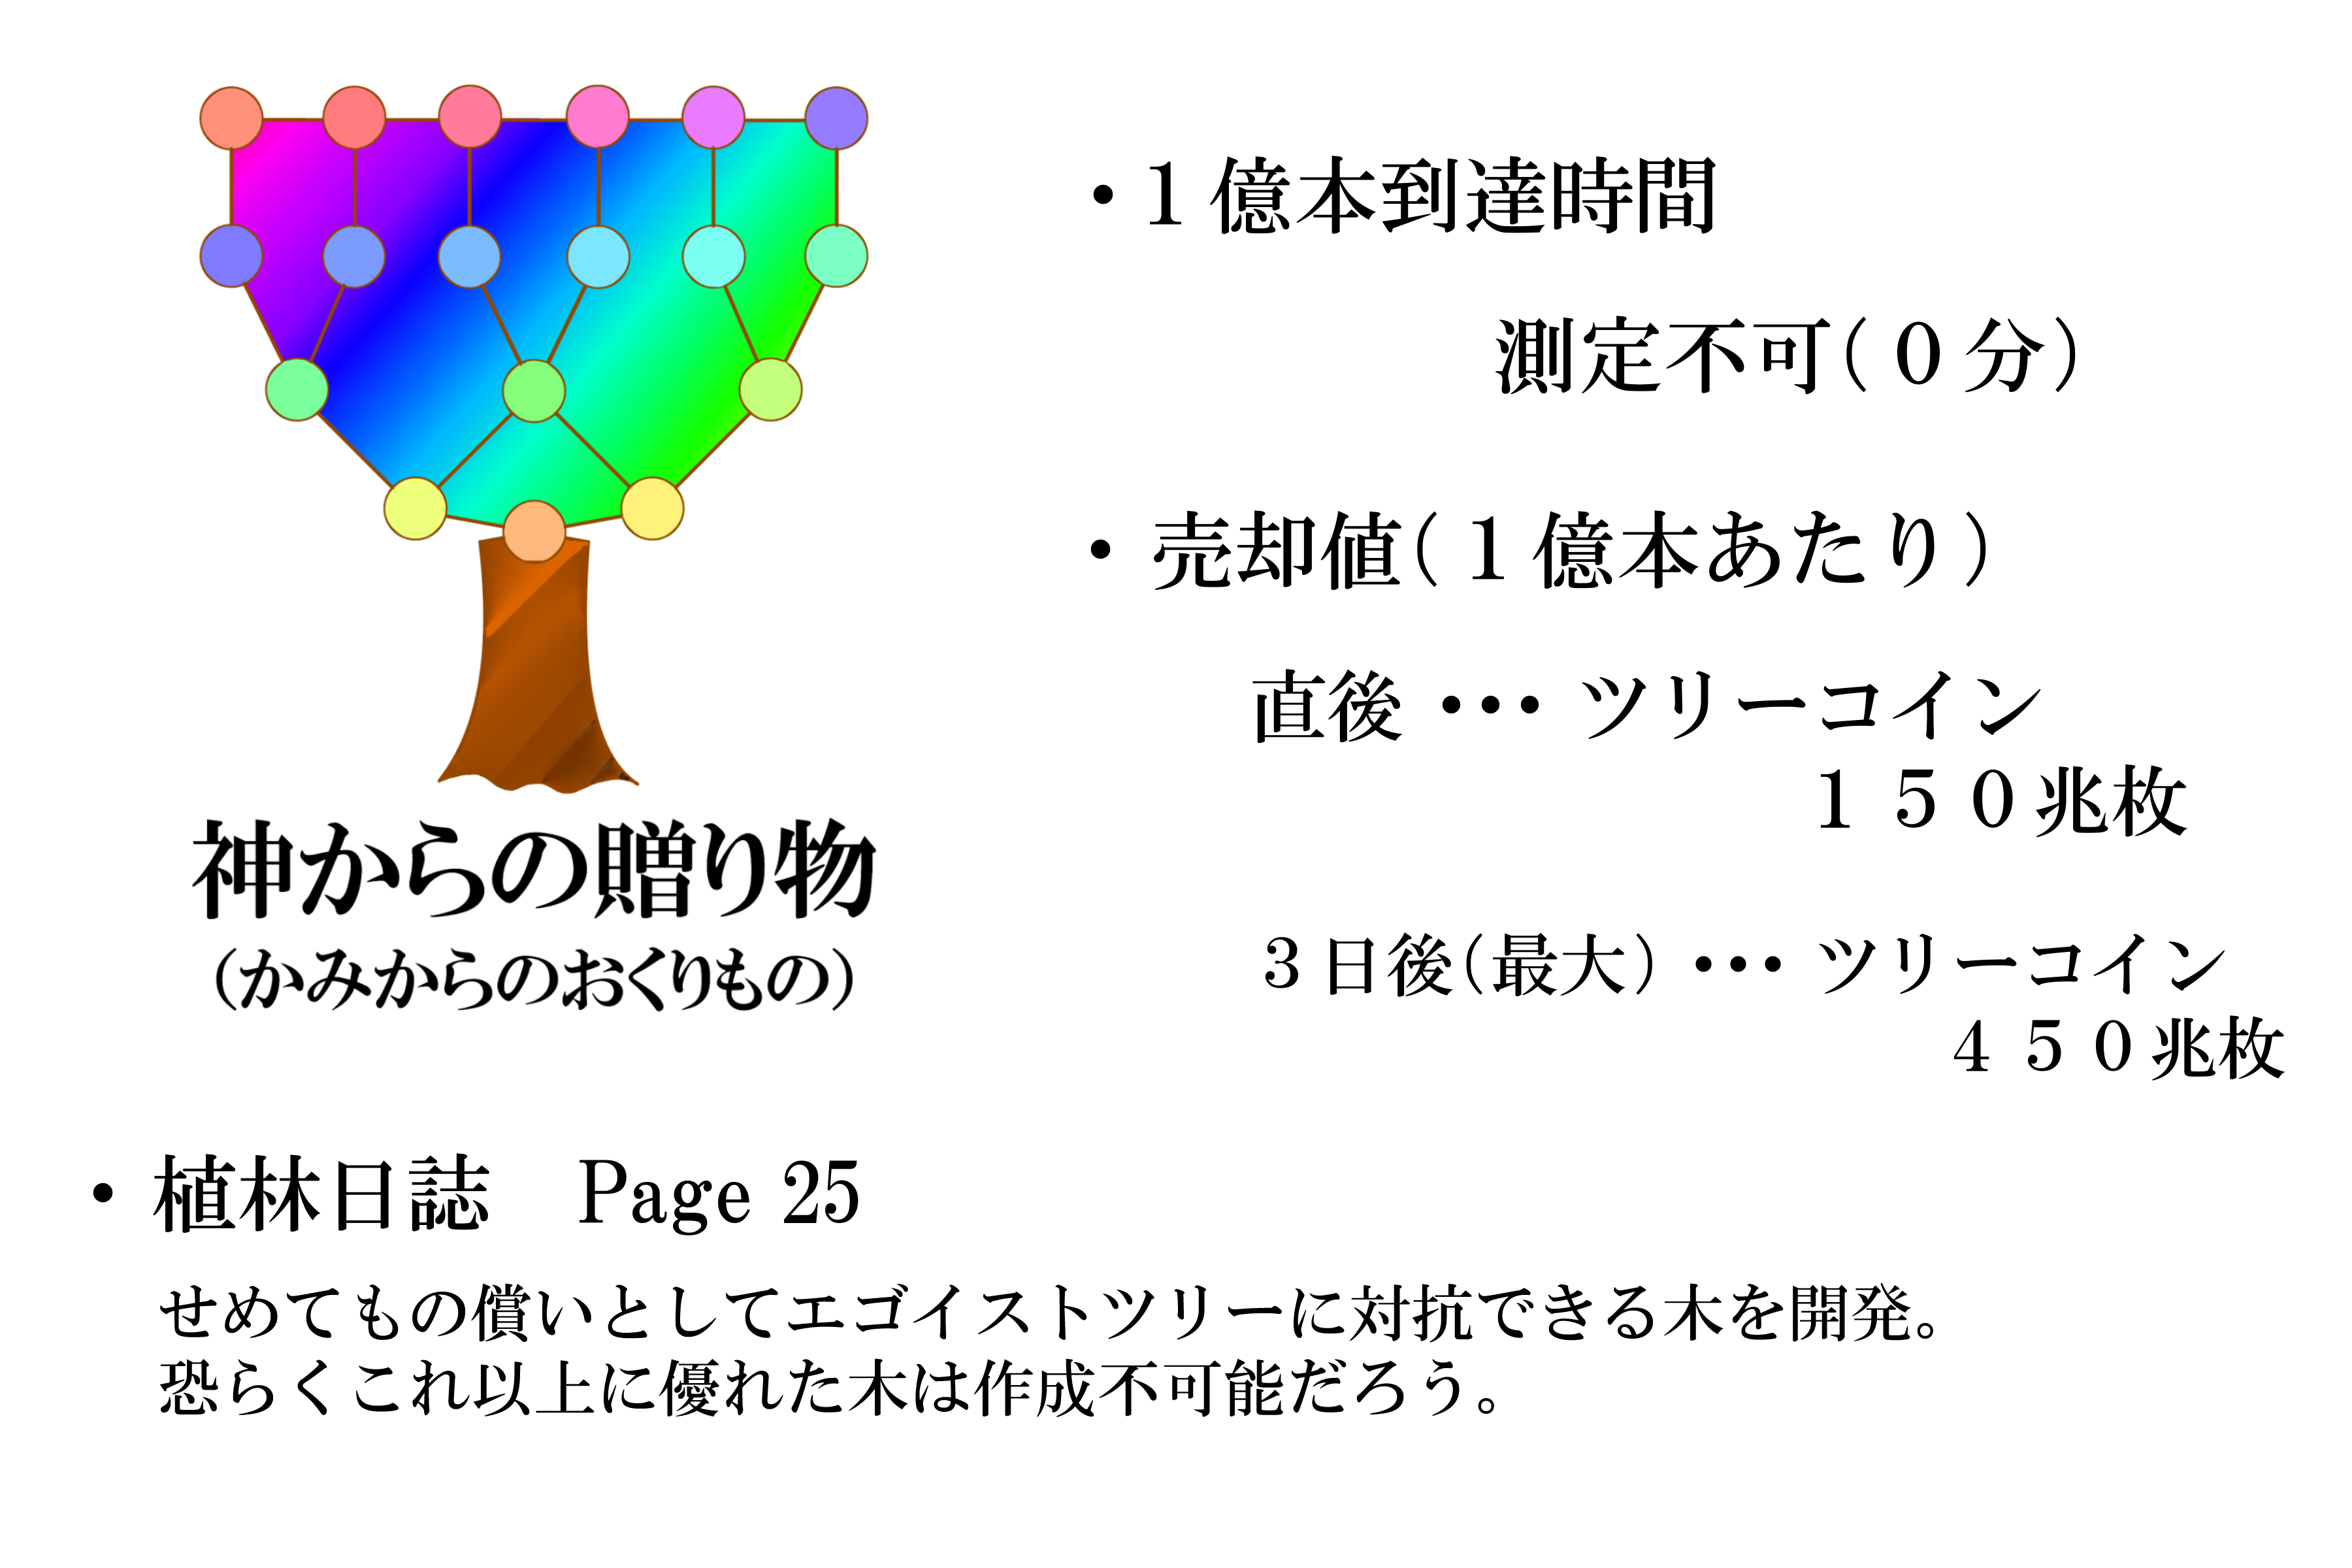 神からの贈り物
（かみからのおくりもの）
・１億本到達時間
測定不可（０分）
・売却値（１億本あたり）
直後・・・ツリーコイン
１５０兆枚
３日後（最大）・・・ツリーコイン
４５０兆枚
・植林日誌　Page 25
せめてもの償いとしてエゴイストツリーに対抗できる木を開発。
恐らくこれ以上に優れた木は作成不可能だろう。